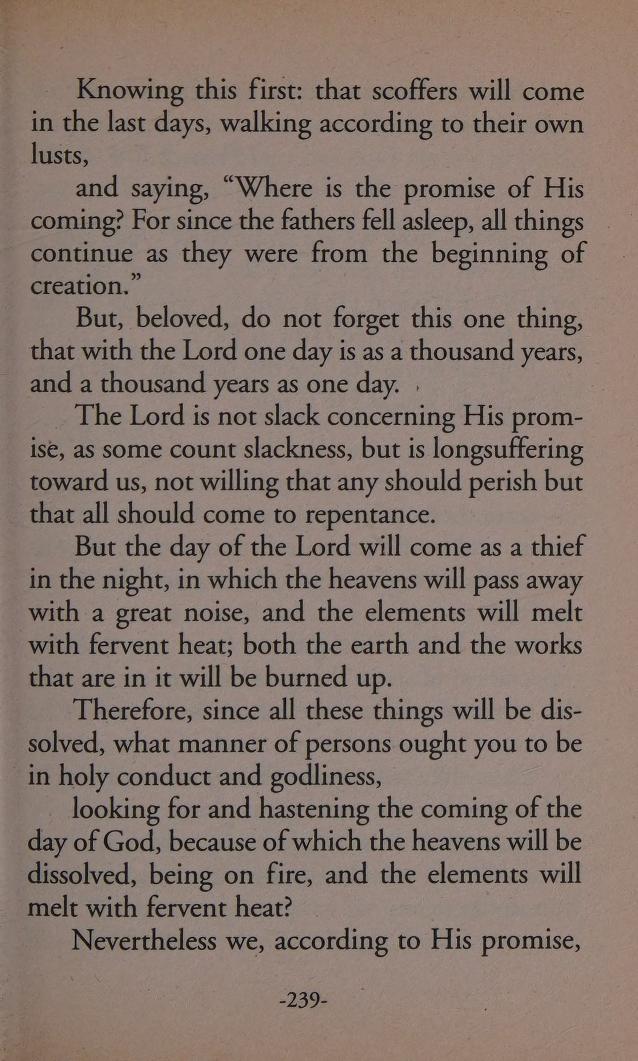 Knowing this first: that scoffers will come
in the last days, walking according to their own
lusts,
and saying, “Where is the promise of His
coming? For since the fathers fell asleep, all things
continue as they were from the beginning of
creation.”
But, beloved, do not forget this one thing,
that with the Lord one day is as a thousand years,
and a thousand years as one day.
The Lord is not slack concerning His prom-
ise, as some count slackness, but is longsuffering
toward us, not willing that any should perish but
that all should come to repentance.
But the day of the Lord will come as a thief
in the night, in which the heavens will pass away
with a great noise, and the elements will melt
with fervent heat; both the earth and the works
that are in it will be burned up.
Therefore, since all these things will be dis-
solved, what manner of persons ought you to be
in holy conduct and godliness,
looking for and hastening the coming of the
day of God, because of which the heavens will be
dissolved, being on fire, and the elements will
melt with fervent heat?
Nevertheless we, according to His promise,
-239-